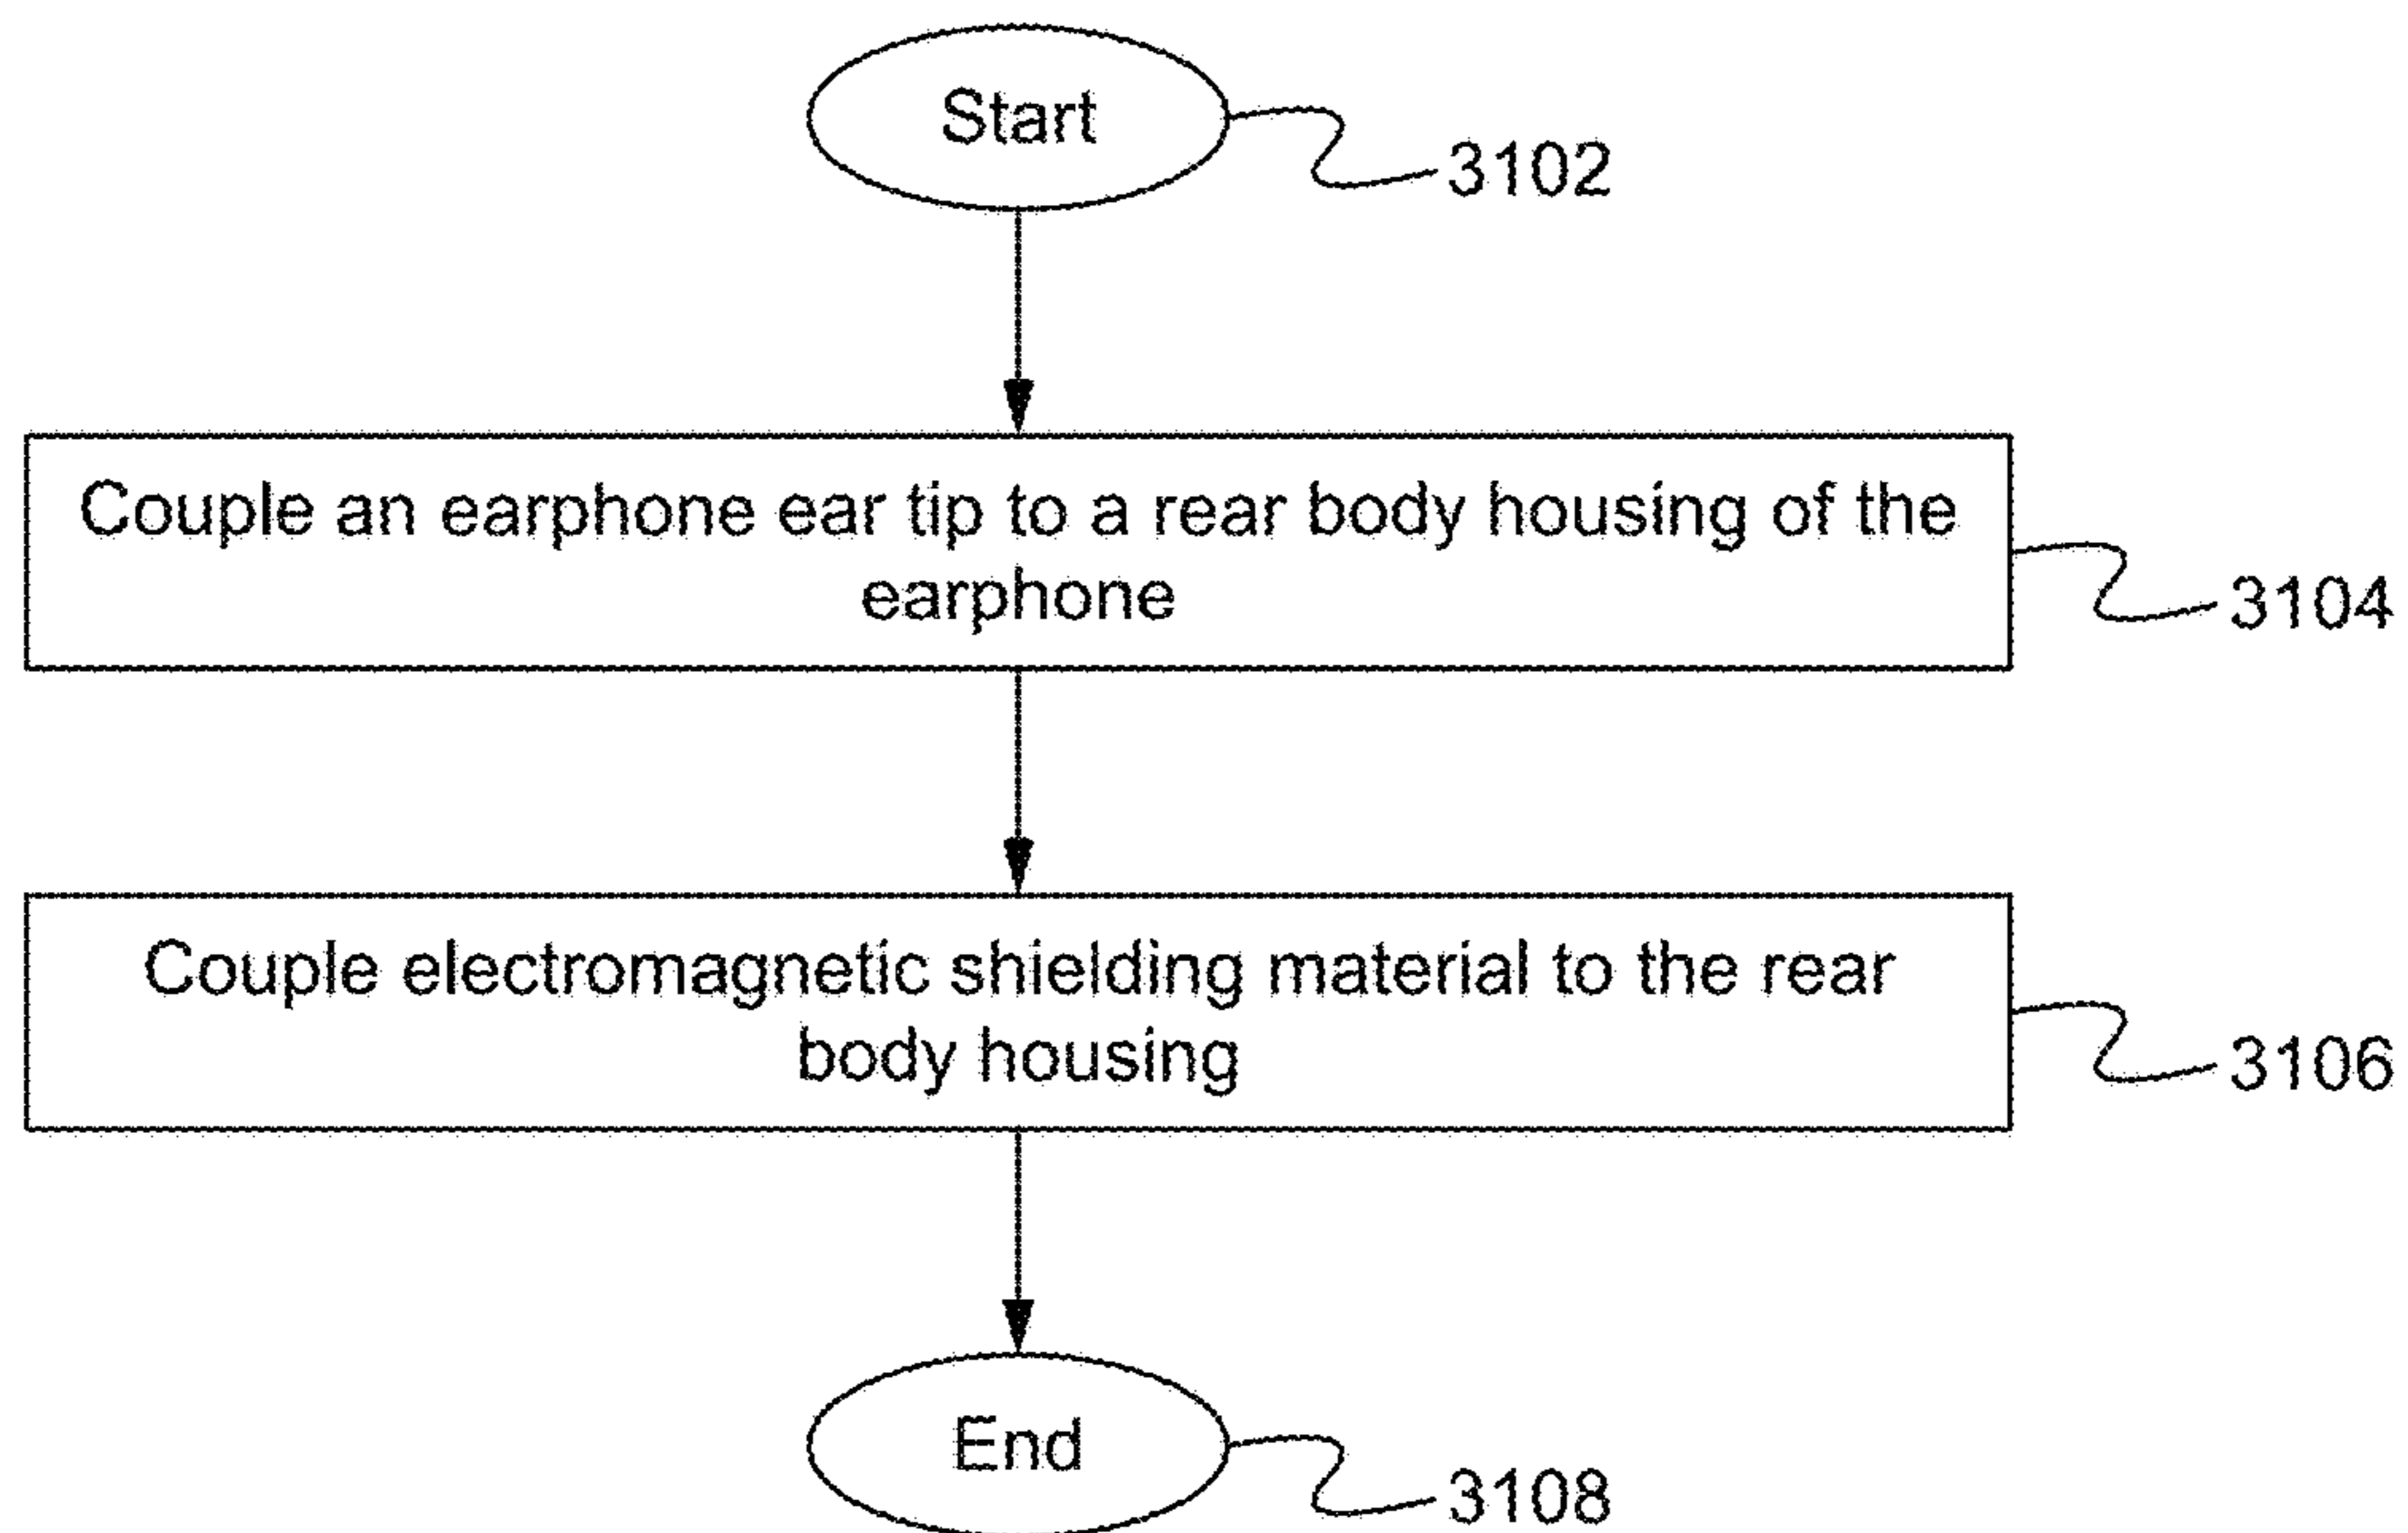 Start
3102
Couple an earphone ear tip to a rear body housing of the
earphone
3104
Couple electromagnetic shielding material to the rear
body housing
3106
End
3108